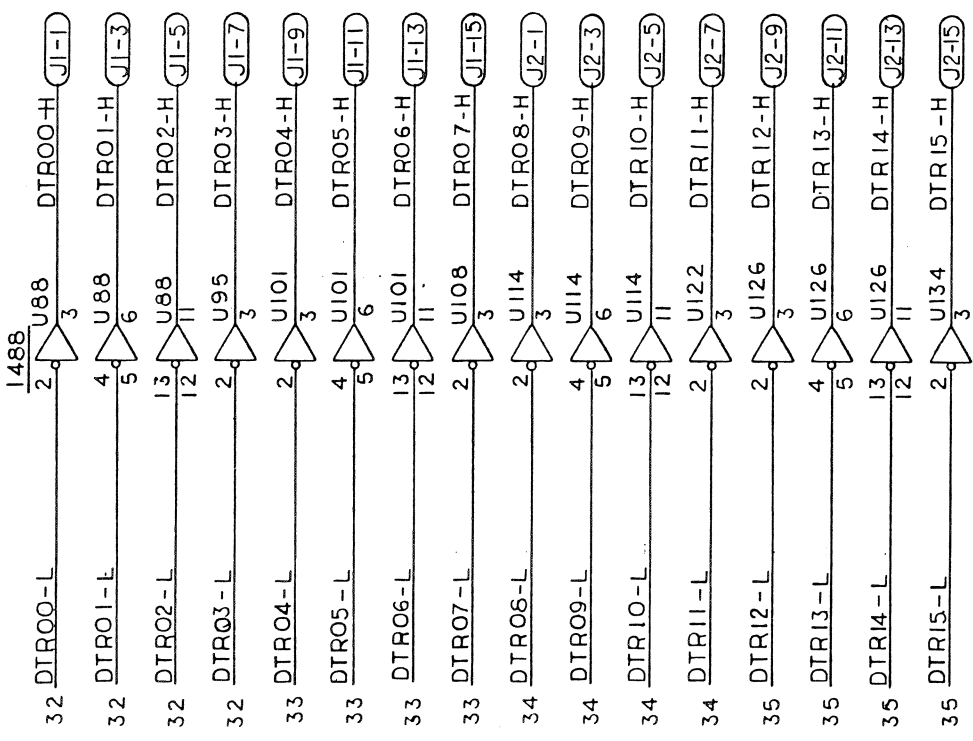 1488
32 DTR00-L 2 U88 3 DTR00-H J1-1
32 DTR01-L 4 5 U88 6 DTR01-H J1-3
32 DTR02-L 13 12 U88 11 DTR02-H J1-5
32 DTR03-L 2 U95 3 DTR03-H J1-7
33 DTR04-L 2 U101 3 DTR04-H J1-9
33 DTR05-L 4 5 U101 6 DTR05-H J1-11
33 DTR06-L 13 12 U101 11 DTR06-H J1-13
33 DTR07-L 2 U108 3 DTR07-H J1-15
34 DTR08-L 2 U114 3 DTR08-H J2-1
34 DTR09-L 4 5 U114 6 DTR09-H J2-3
34 DTR10-L 13 12 U114 11 DTR10-H J2-5
34 DTR11-L 2 U122 3 DTR11-H J2-7
35 DTR12-L 2 U126 3 DTR12-H J2-9
35 DTR13-L 4 5 U126 6 DTR13-H J2-11
35 DTR14-L 13 12 U126 11 DTR14-H J2-13
35 DTR15-L 2 U134 3 DTR15-H J2-15